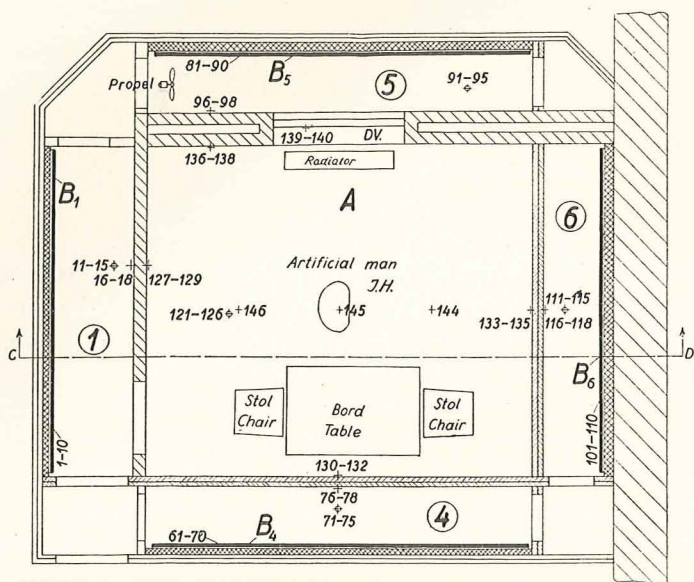 81-90
B5
5
91-95
Propel
96-98
139-140
DV.
136-138
Radiator
B1
A
6
Artificial man
J.H.
11-15
16-18
127-129
121-126
146
145
144
133-135
111-115
116-118
C
1
D
B6
Stol
Chair
Bord
Table
Stol
Chair
1-10
101-110
130-132
76-78
71-75
61-70
B4
4